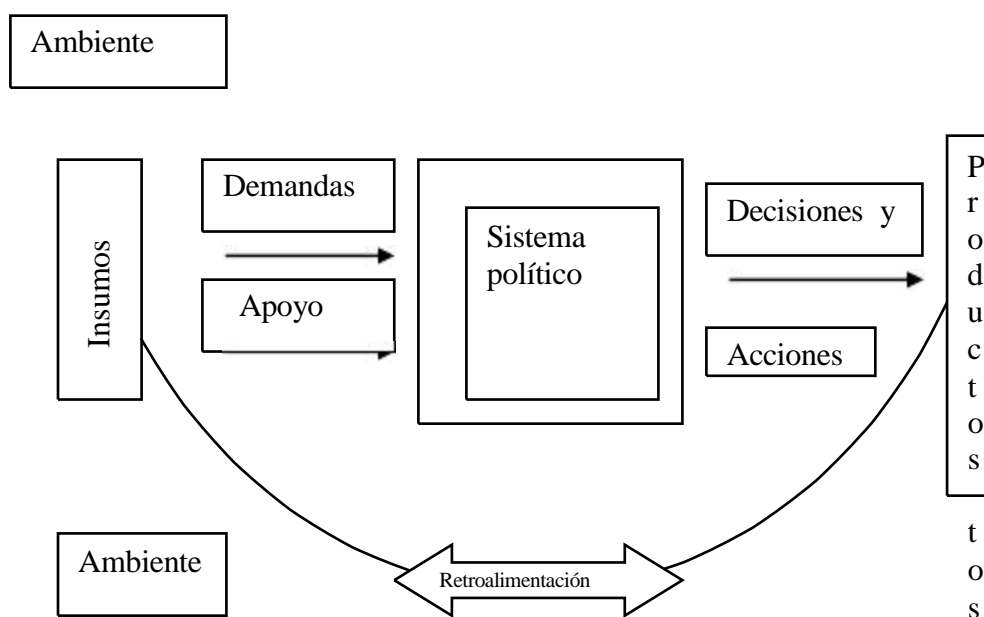 Ambiente
Insumos
Demandas
Apoyo
Sistema
político
Decisiones y
Acciones
P
r
o
d
u
c
t
o
s
t
o
s
Ambiente
Retroalimentación